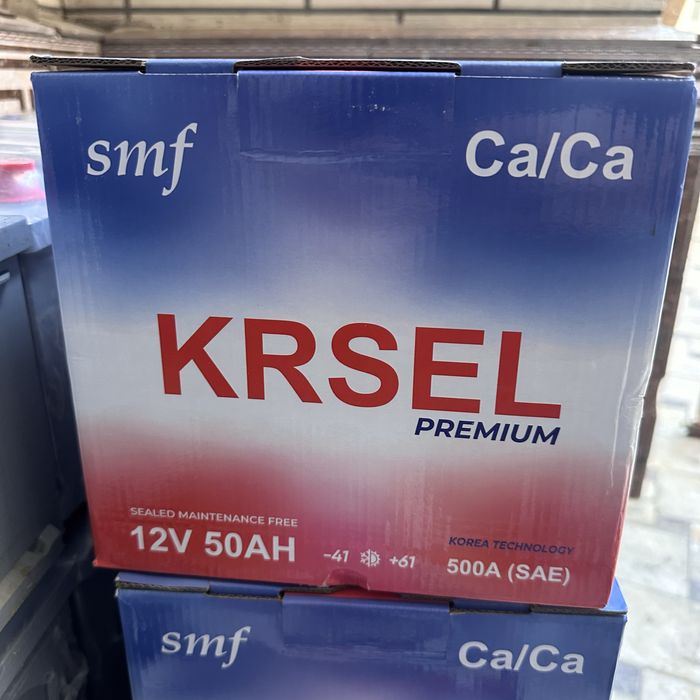 smf Ca/Ca
KRSEL
PREMIUM
SEALED MAINTENANCE FREE
12V 50AH
-41 +61
KOREA TECHNOLOGY
500A (SAE)
smf Ca/Ca